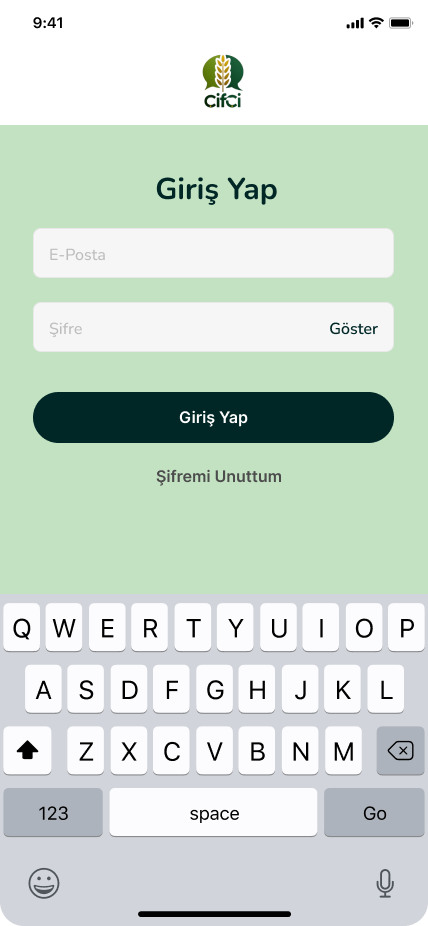 9:41
Cifci
Giriş Yap
E-Posta
Şifre Göster
Giriş Yap
Şifremi Unuttum
Q W E R T Y U I O P
A S D F G H J K L
Z X C V B N M
123 space Go